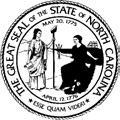 THE GREAT SEAL OF THE STATE OF NORTH CAROLINA
MAY 20, 1775
APRIL 12, 1776
ESSE QUAM VIDERI